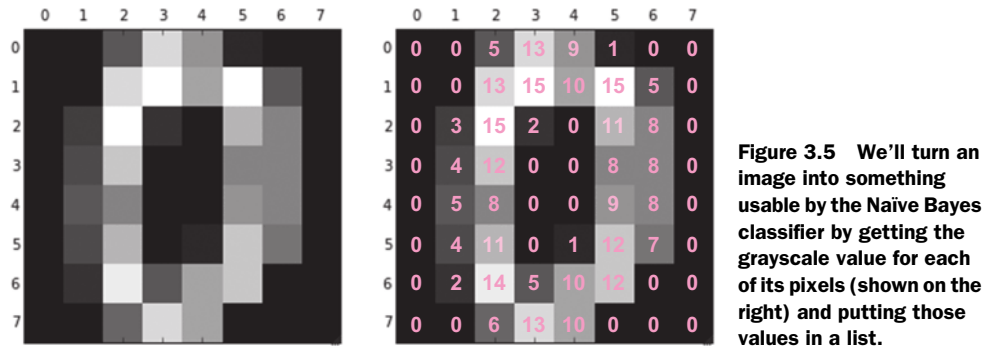 0 1 2 3 4 5 6 7
0
1
2
3
4
5
6
7
0 1 2 3 4 5 6 7
0 0 0 5 13 9 1 0 0
1 0 0 13 15 10 15 5 0
2 0 3 15 2 0 11 8 0
3 0 4 12 0 0 8 8 0
4 0 5 8 0 0 9 8 0
5 0 4 11 0 1 12 7 0
6 0 2 14 5 10 12 0 0
7 0 0 6 13 10 0 0 0
Figure 3.5 We'll turn an
image into something
usable by the Naïve Bayes
classifier by getting the
grayscale value for each
of its pixels (shown on the
right) and putting those
values in a list.